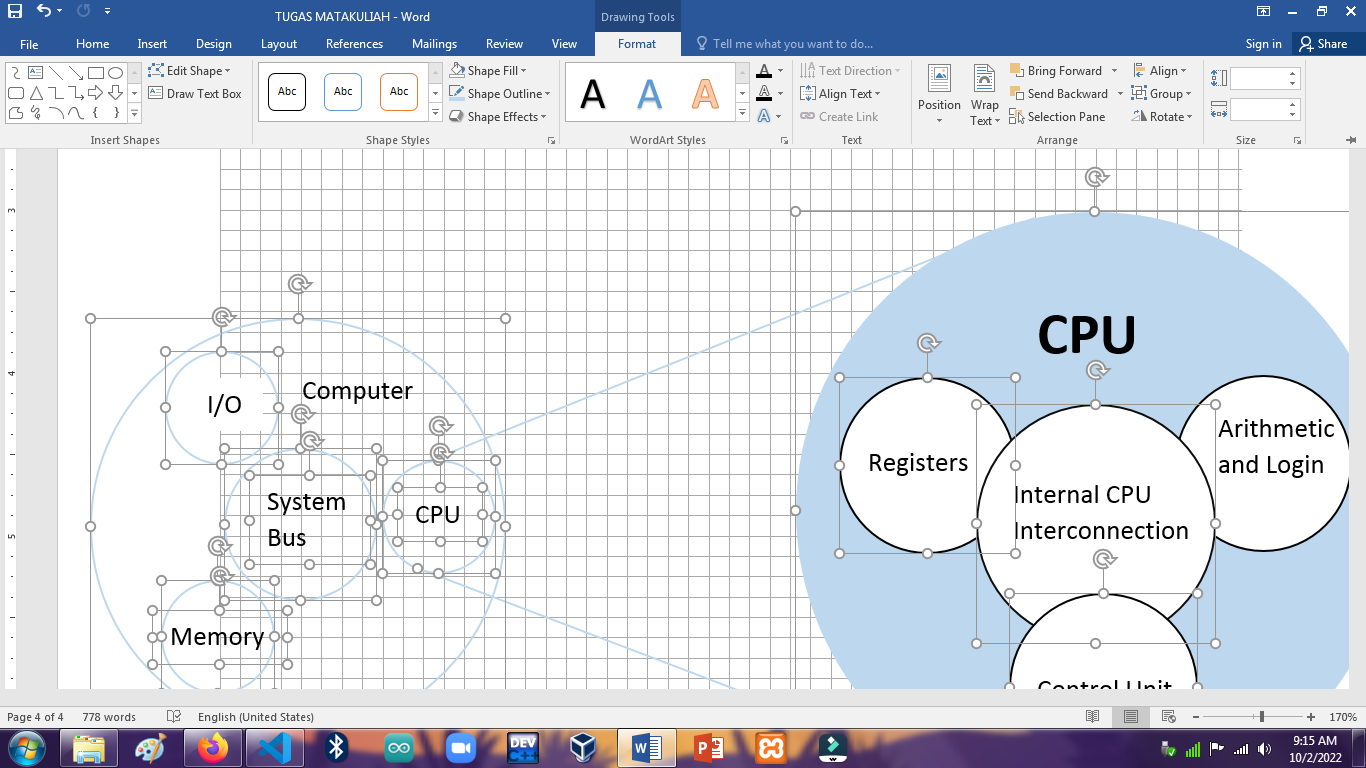 TUGAS MATAKULIAH - Word
Drawing Tools
File
Home
Insert
Design
Layout
References
Mailings
Review
View
Format
Tell me what you want to do...
Sign in
Share
Edit Shape
Draw Text Box
Insert Shapes
Abc
Abc
Abc
Shape Fill
Shape Outline
Shape Effects
Shape Styles
A
A
A
A
A
A
WordArt Styles
Text Direction
Align Text
Create Link
Text
Position
Wrap
Text
Bring Forward
Send Backward
Selection Pane
Align
Group
Rotate
Arrange
Size
3
4
5
I/O
Computer
System
Bus
CPU
Memory
CPU
Registers
Internal CPU
Interconnection
Arithmetic
and Login
Control Unit
Page 4 of 4
778 words
English (United States)
170%
DEV
C++
9:15 AM
10/2/2022